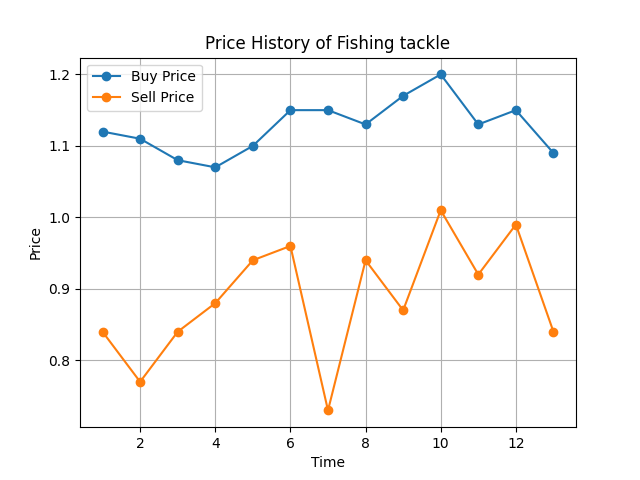 Price History of Fishing tackle
Buy Price
Sell Price
1.2
1.1
1.0
0.9
0.8
Price
2 4 6 8 10 12
Time